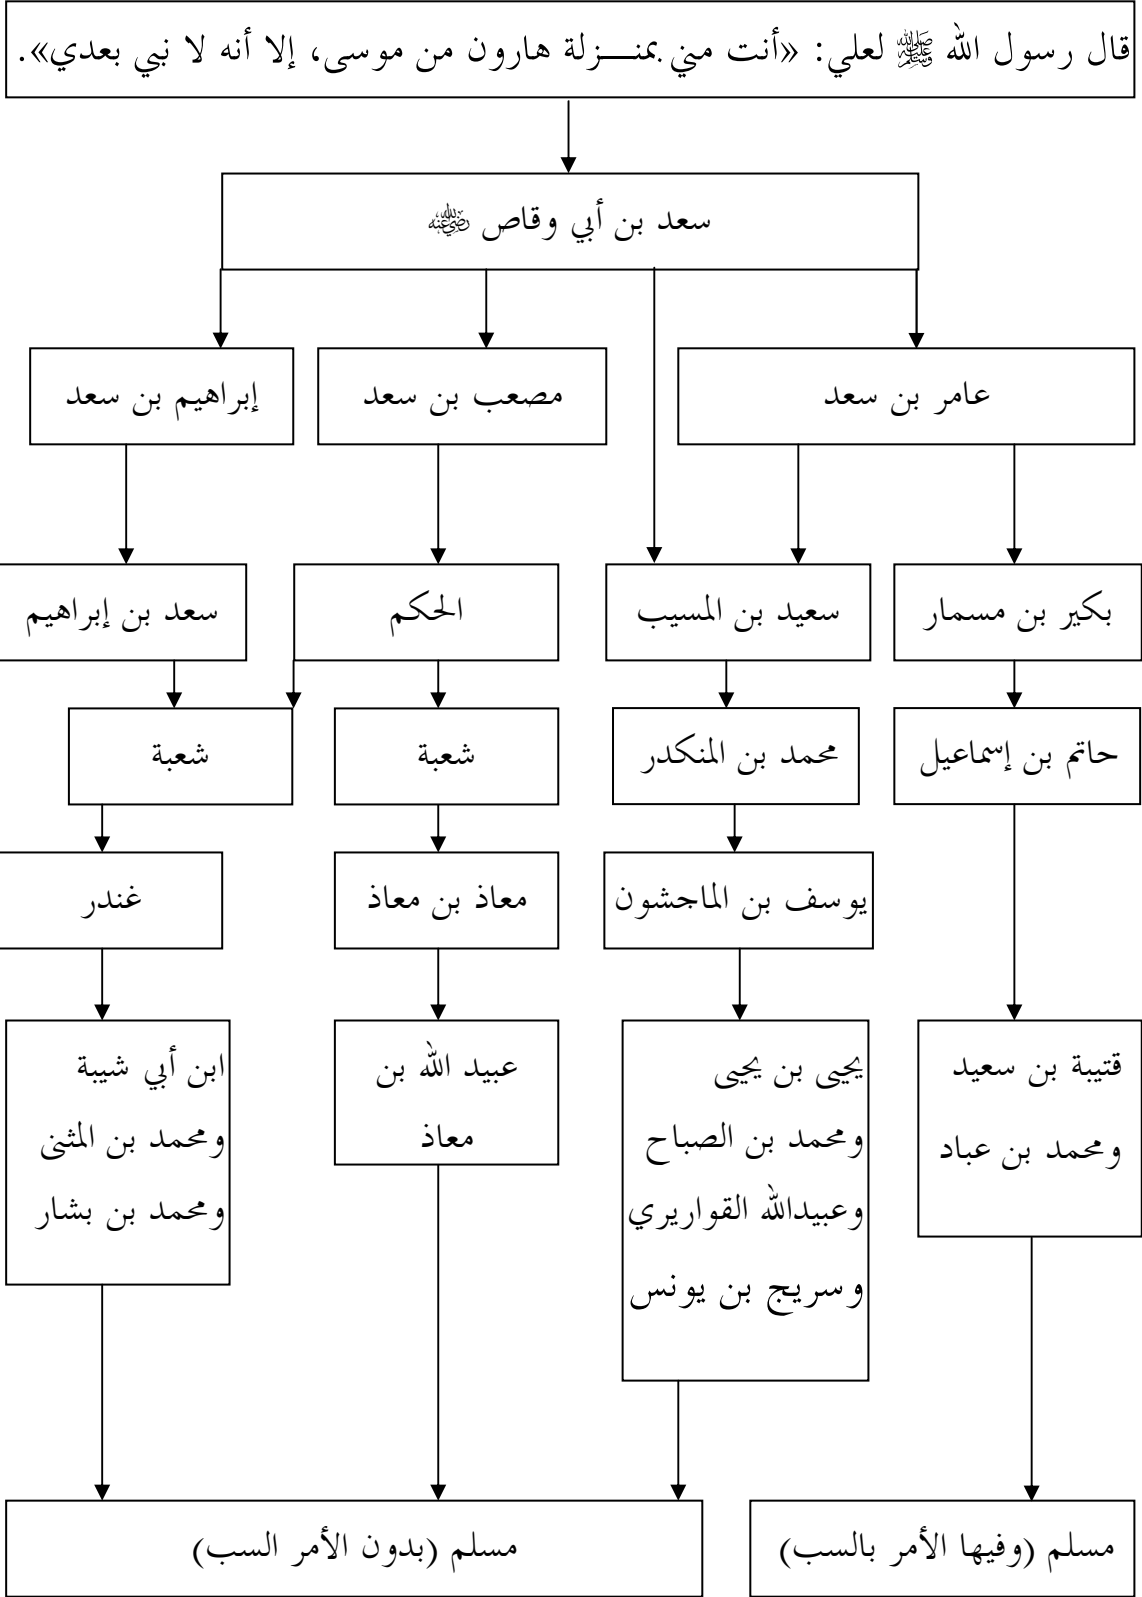 قال رسول الله ﷺ لعلي: «أنت مني بمنــزلة هارون من موسى، إلا أنه لا نبي بعدي».
سعد بن أبي وقاص رضي الله عنه
عامر بن سعد
مصعب بن سعد
إبراهيم بن سعد
بكير بن مسمار
سعيد بن المسيب
الحكم
سعد بن إبراهيم
حاتم بن إسماعيل
محمد بن المنكدر
شعبة
شعبة
يوسف بن الماجشون
معاذ بن معاذ
غندر
قتيبة بن سعيد
ومحمد بن عباد
يحيى بن يحيى
ومحمد بن الصباح
وعبيدالله القواريري
وسريج بن يونس
عبيد الله بن
معاذ
ابن أبي شيبة
ومحمد بن المثنى
ومحمد بن بشار
مسلم (وفيها الأمر بالسب)
مسلم (بدون الأمر السب)